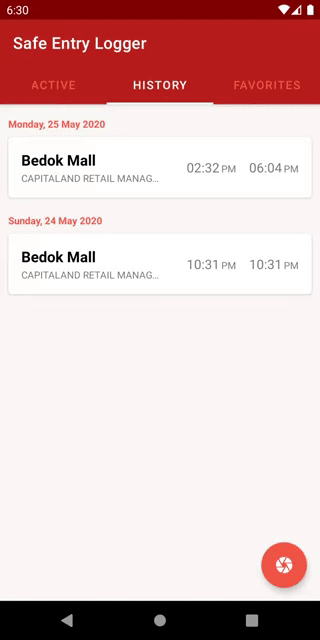 6:30
Safe Entry Logger
ACTIVE HISTORY FAVORITES
Monday, 25 May 2020
Bedok Mall
CAPITALAND RETAIL MANAG...
02:32 PM 06:04 PM
Sunday, 24 May 2020
Bedok Mall
CAPITALAND RETAIL MANAG...
10:31 PM 10:31 PM